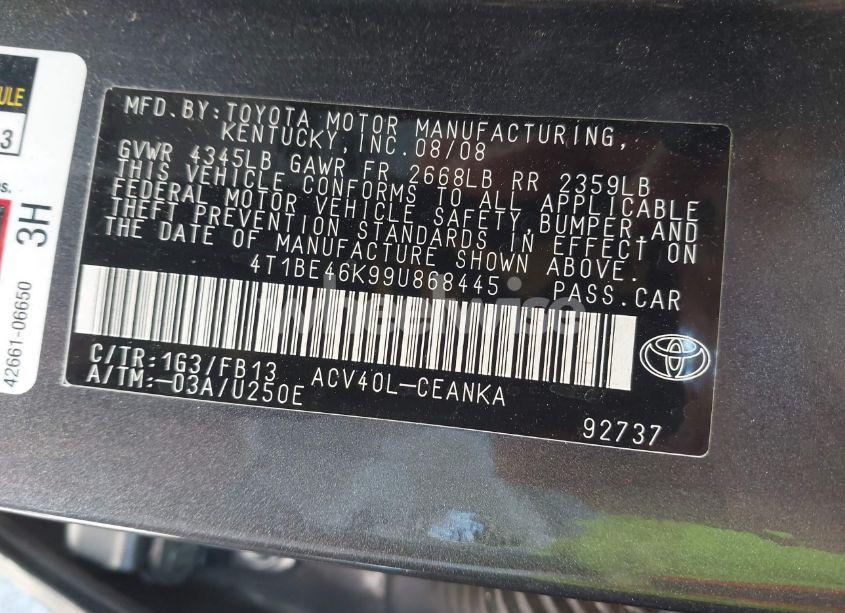 MFD. BY: TOYOTA MOTOR MANUFACTURING,
KENTUCKY, INC. 08/08
GVWR 4345LB GAWR FR 2668LB RR 2359LB
THIS VEHICLE CONFORMS TO ALL APPLICABLE
FEDERAL MOTOR VEHICLE SAFETY, BUMPER, AND
THEFT PREVENTION STANDARDS IN EFFECT ON
THE DATE OF MANUFACTURE SHOWN ABOVE.
4T1BE46K99U868445 PASS.CAR
C/TR: 1G3/FB13 ACV40L-CEANKA
A/TM: -03A/U250E
92737
3H
42661-06650
wheelwise